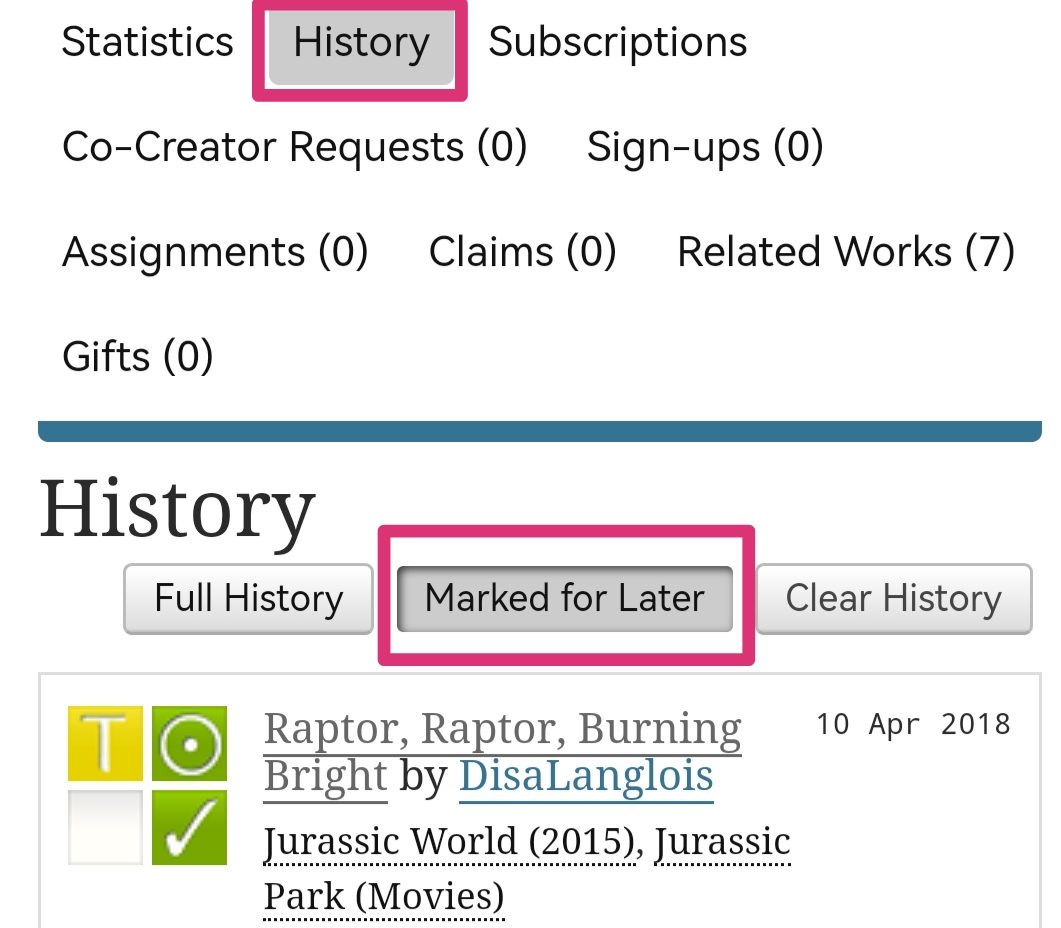 Statistics History Subscriptions
Co-Creator Requests (0) Sign-ups (0)
Assignments (0) Claims (0) Related Works (7)
Gifts (0)
History
Full History Marked for Later Clear History
T Raptor, Raptor, Burning 10 Apr 2018
Bright by DisaLanglois
Jurassic World (2015), Jurassic
Park (Movies)